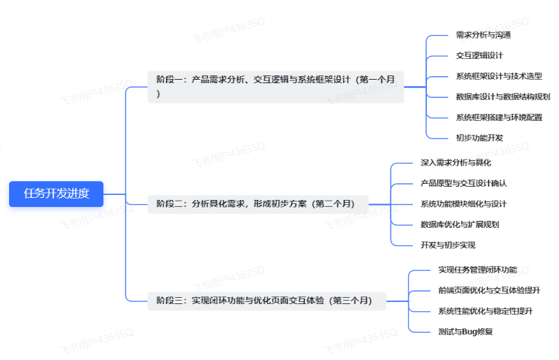 任务开发进度
阶段一：产品需求分析、交互逻辑与系统框架设计（第一个月
）
需求分析与沟通
交互逻辑设计
系统框架设计与技术选型
数据库设计与数据结构规划
系统框架搭建与环境配置
初步功能开发
阶段二：分析具化需求，形成初步方案（第二个月）
深入需求分析与具化
产品原型与交互设计确认
系统功能模块细化与设计
数据库优化与扩展规划
开发与初步实现
阶段三：实现闭环功能与优化页面交互体验（第三个月）
实现任务管理闭环功能
前端页面优化与交互体验提升
系统性能优化与稳定性提升
测试与Bug修复